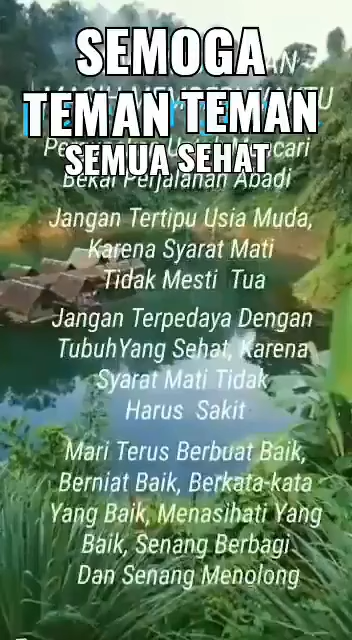 SEMOGA
TEMAN TEMAN
SEMUA SEHAT
Bekal Perjalanan Abadi
Jangan Tertipu Usia Muda,
Karena Syarat Mati
Tidak Mesti Tua
Jangan Terpedaya Dengan
TubuhYang Sehat, Karena
Syarat Mati Tidak
Harus Sakit
Mari Terus Berbuat Baik,
Berniat Baik, Berkata-kata
Yang Baik, Menasihati Yang
Baik, Senang Berbagi
Dan Senang Menolong